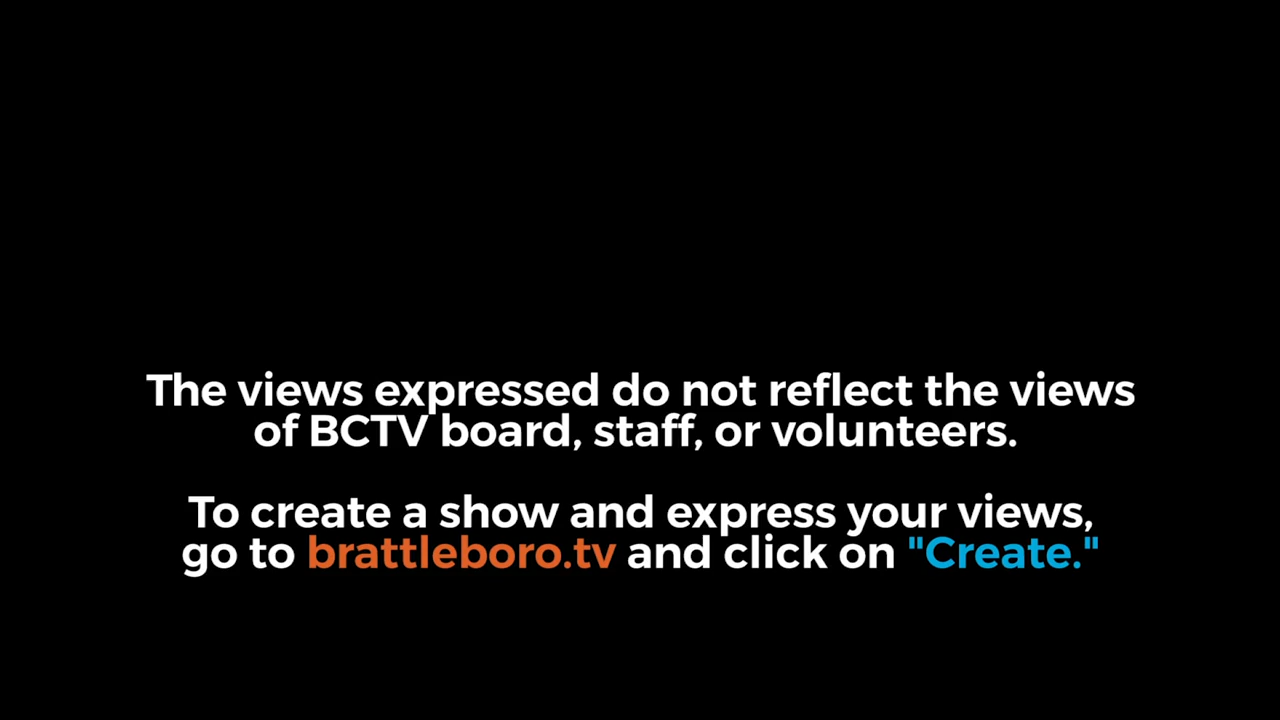 The views expressed do not reflect the views
of BCTV board, staff, or volunteers.
To create a show and express your views,
go to brattleboro.tv and click on "Create."